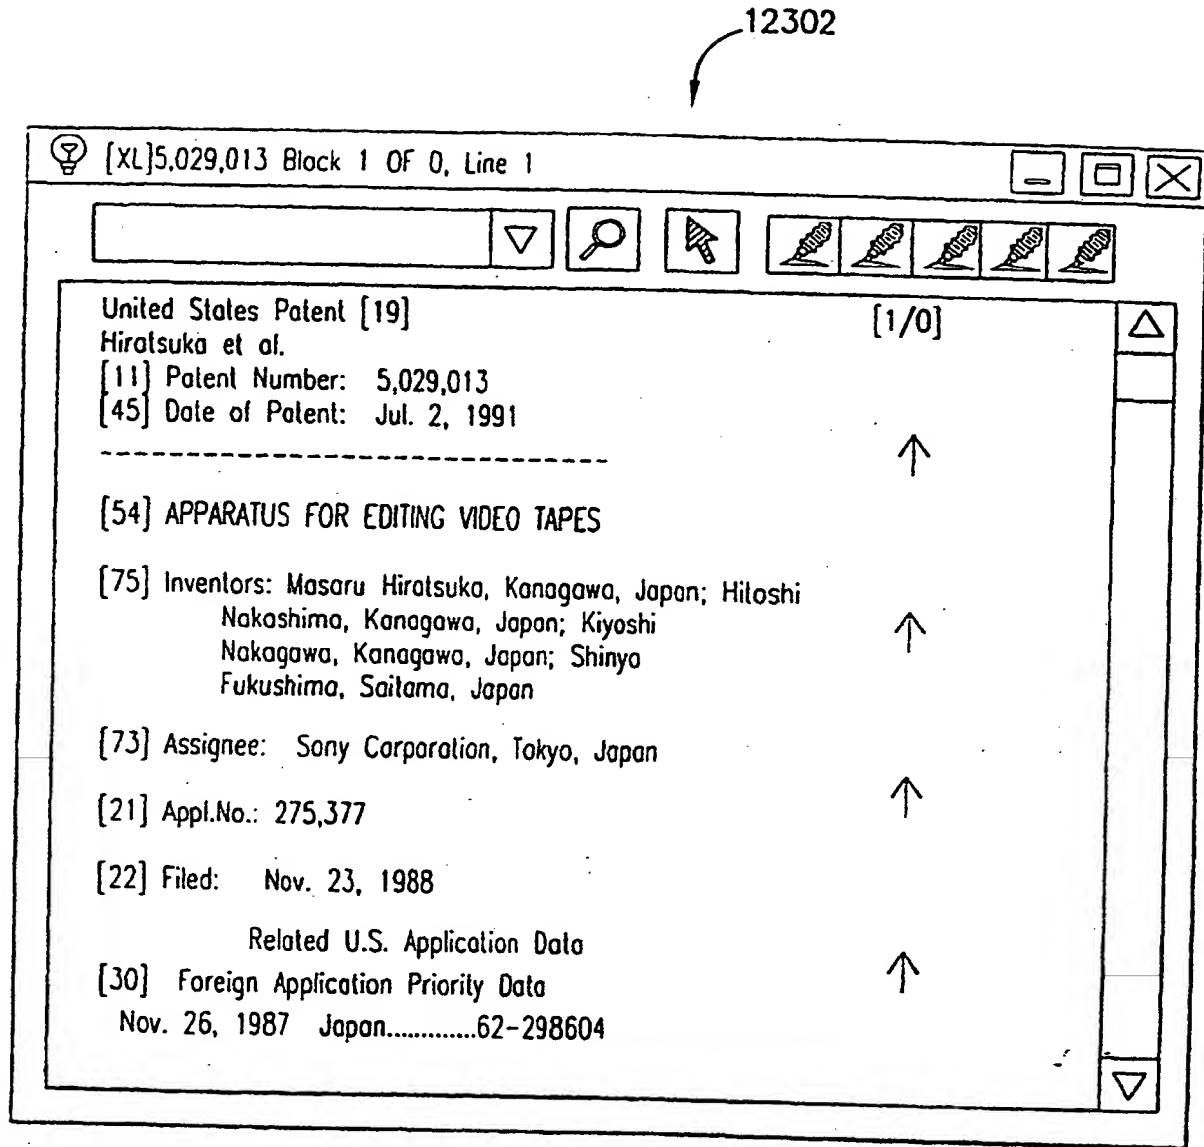 12302
[XL]5,029,013 Block 1 OF 0, Line 1
United States Patent [19] [1/0]
Hiratsuka et al.
[11] Patent Number: 5,029,013
[45] Date of Patent: Jul. 2, 1991
------------------------------
[54] APPARATUS FOR EDITING VIDEO TAPES
[75] Inventors: Masaru Hiratsuka, Kanagawa, Japan; Hitoshi
Nakashima, Kanagawa, Japan; Kiyoshi
Nakagawa, Kanagawa, Japan; Shinya
Fukushima, Saitama, Japan
[73] Assignee: Sony Corporation, Tokyo, Japan
[21] Appl.No.: 275,377
[22] Filed: Nov. 23, 1988
Related U.S. Application Data
[30] Foreign Application Priority Data
Nov. 26, 1987 Japan.............62-298604